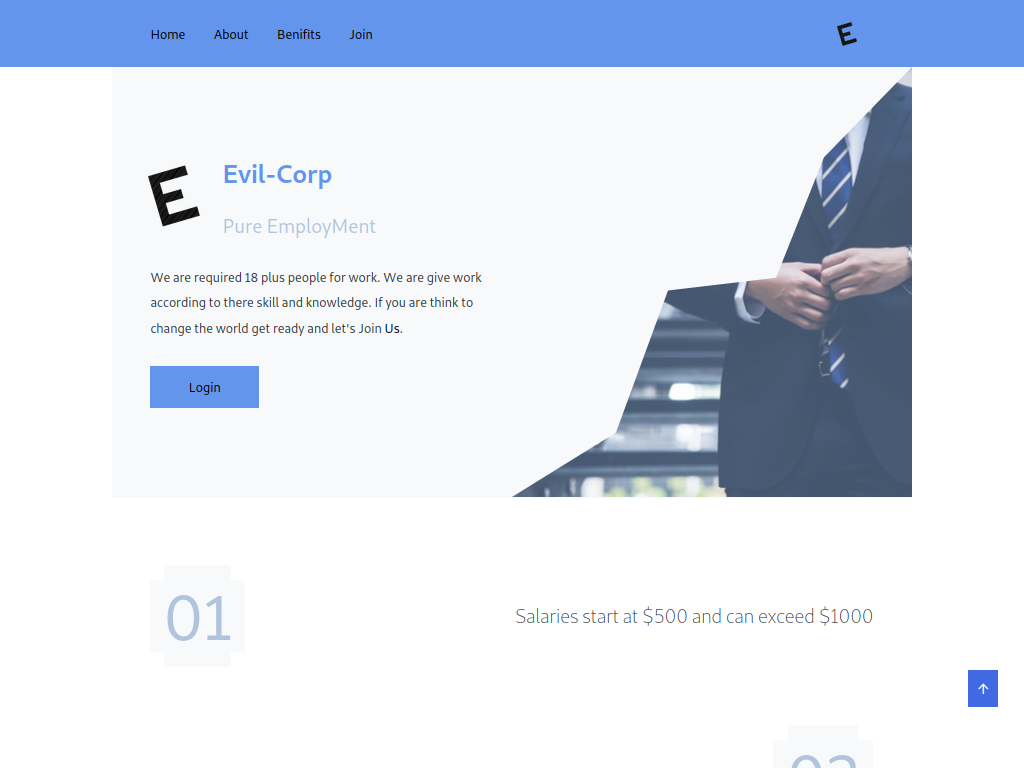 Home About Benifits Join E
E Evil-Corp
Pure EmployMent
We are required 18 plus people for work. We are give work
according to there skill and knowledge. If you are think to
change the world get ready and let's Join Us.
Login
01 Salaries start at $500 and can exceed $1000